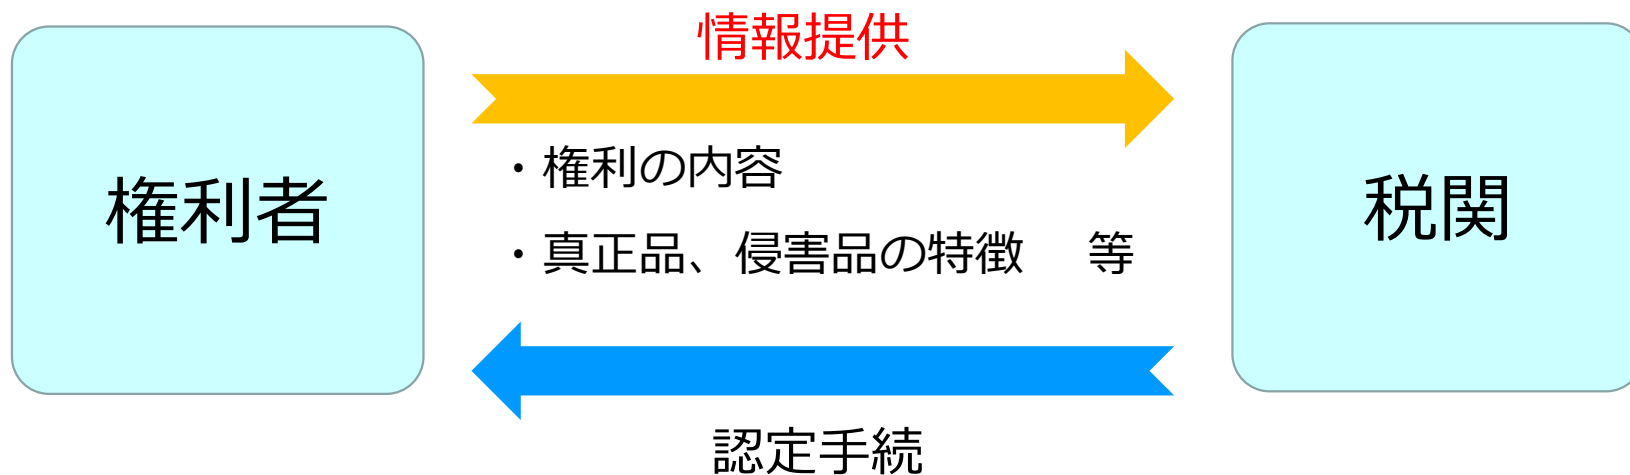 情報提供
権利者
・権利の内容
・真正品、侵害品の特徴　等
税関
認定手続